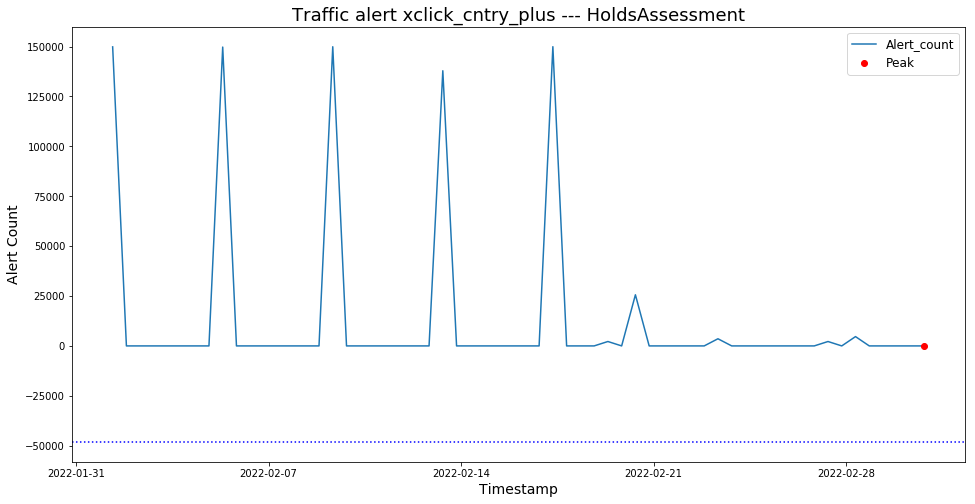 Traffic alert xclick_cntry_plus --- HoldsAssessment
Alert_count
Peak
150000
125000
100000
75000
50000
25000
0
−25000
−50000
Alert Count
2022-01-31
2022-02-07
2022-02-14
2022-02-21
2022-02-28
Timestamp